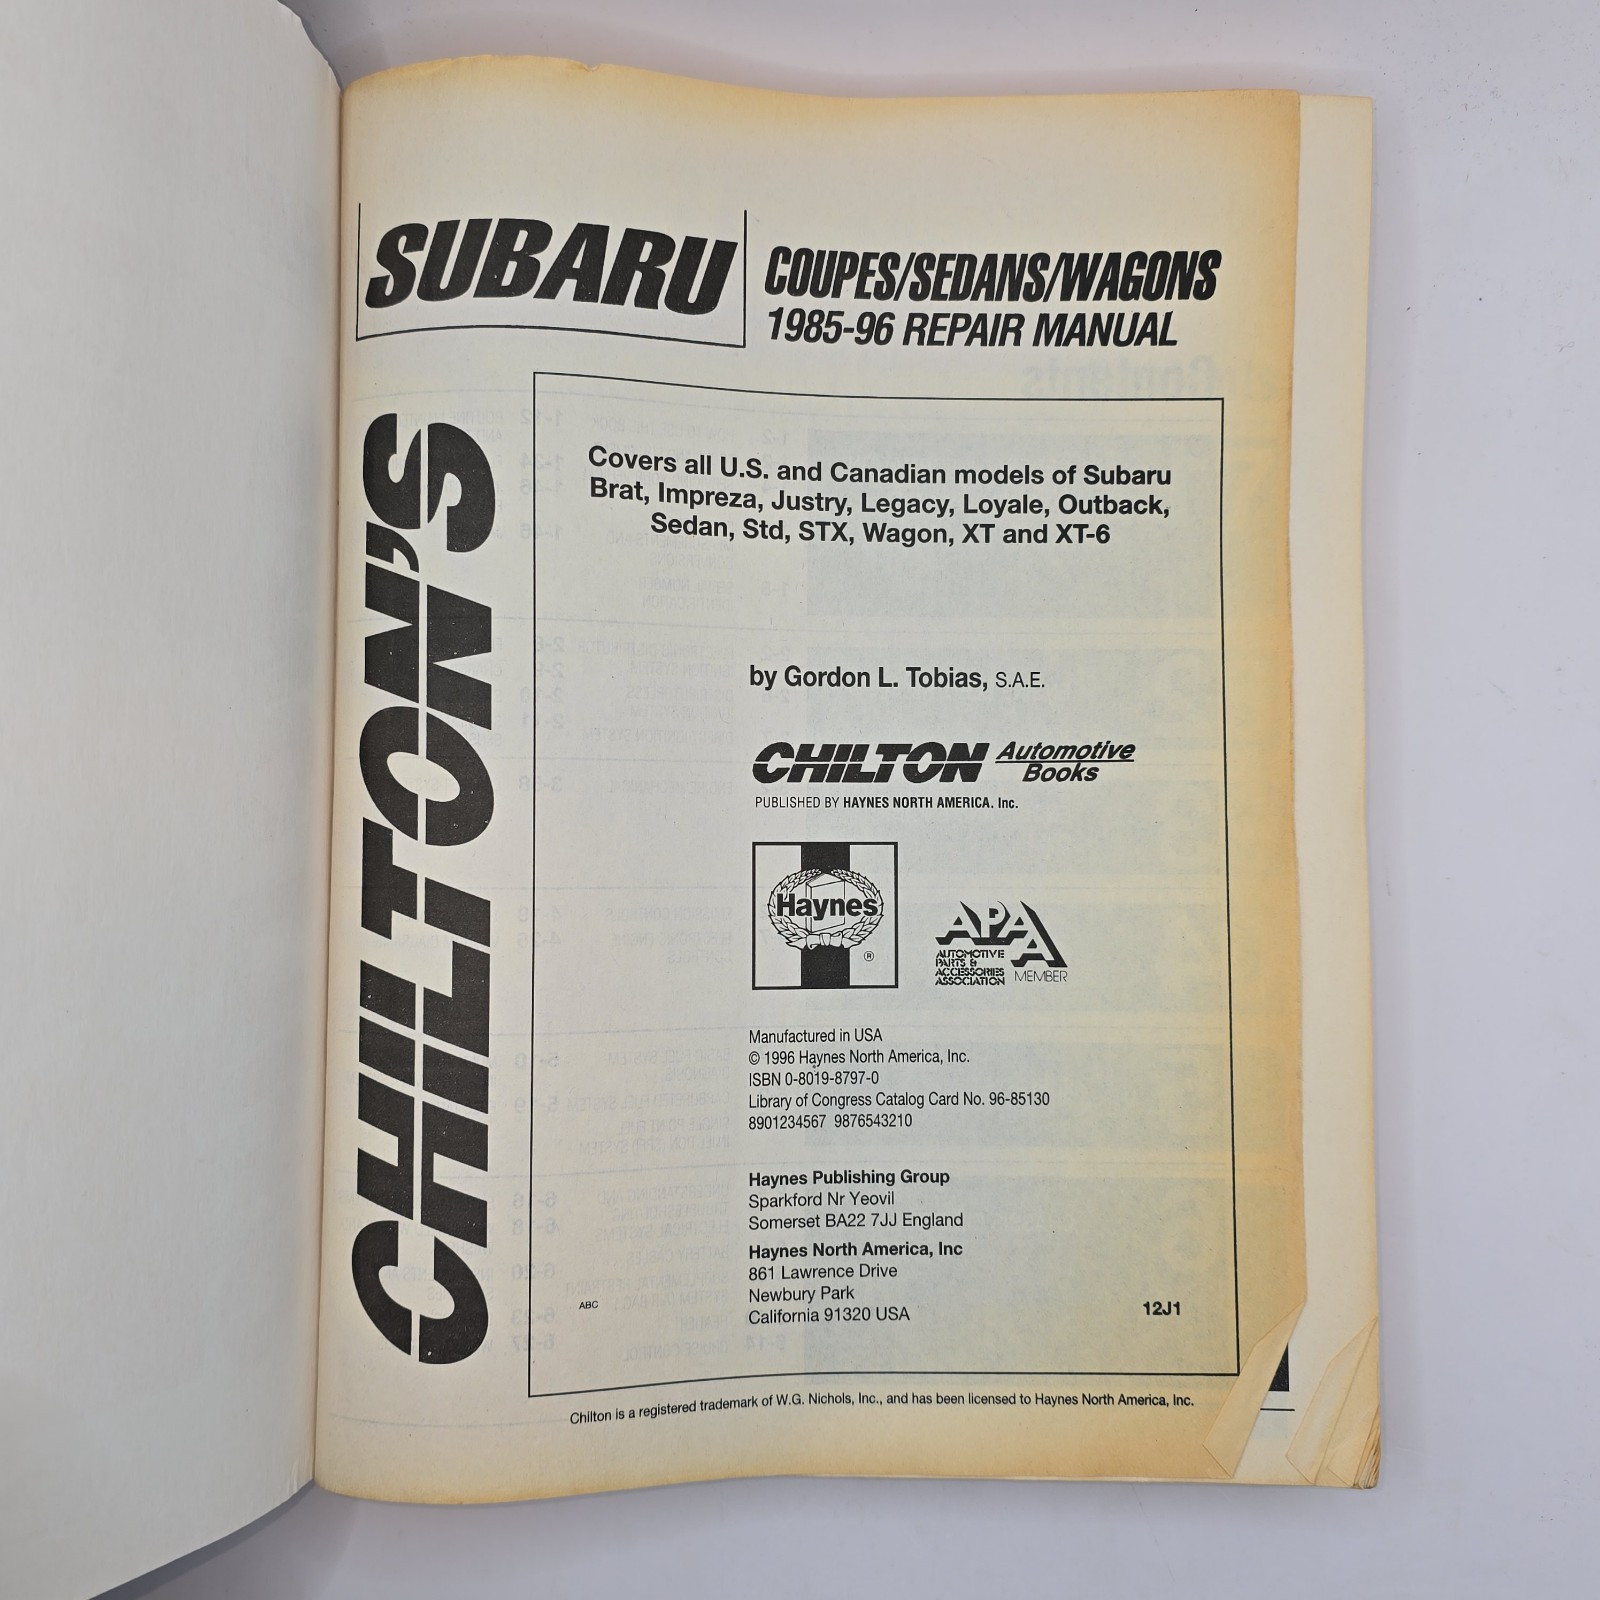 SUBARU
COUPES/SEDANS/WAGONS
1985-96 REPAIR MANUAL
CHILTON'S
Covers all U.S. and Canadian models of Subaru
Brat, Impreza, Justry, Legacy, Loyale, Outback,
Sedan, Std, STX, Wagon, XT and XT-6
by Gordon L. Tobias, S.A.E.
CHILTON Automotive
Books
PUBLISHED BY HAYNES NORTH AMERICA. Inc.
Haynes
®
APAA
AUTOMOTIVE
PARTS &
ACCESSORIES
ASSOCIATION MEMBER
Manufactured in USA
© 1996 Haynes North America, Inc.
ISBN 0-8019-8797-0
Library of Congress Catalog Card No. 96-85130
8901234567 9876543210
Haynes Publishing Group
Sparkford Nr Yeovil
Somerset BA22 7JJ England
Haynes North America, Inc
861 Lawrence Drive
Newbury Park
California 91320 USA
ABC
12J1
Chilton is a registered trademark of W.G. Nichols, Inc., and has been licensed to Haynes North America, Inc.